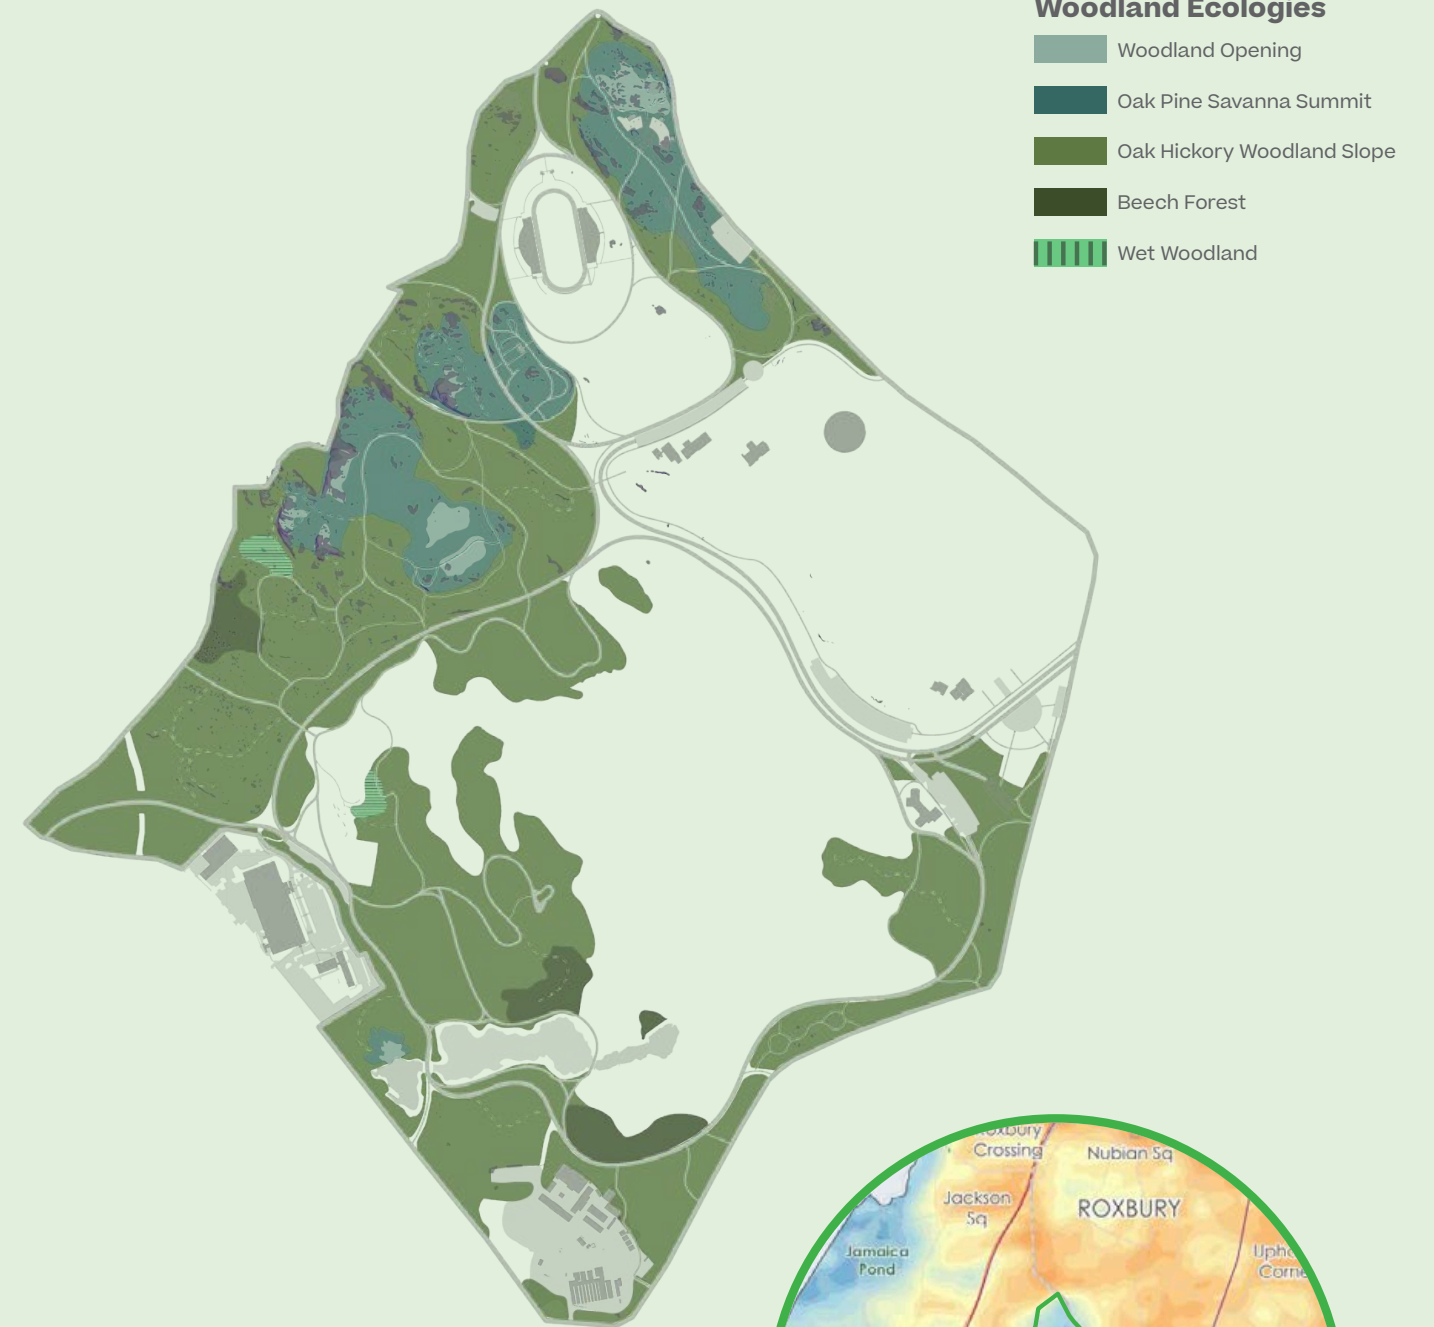 Woodland Ecologies
Woodland Opening
Oak Pine Savanna Summit
Oak Hickory Woodland Slope
Beech Forest
Wet Woodland
Crossing
Nubian Sq
Jackson
Sq
ROXBURY
Jamaica
Pond